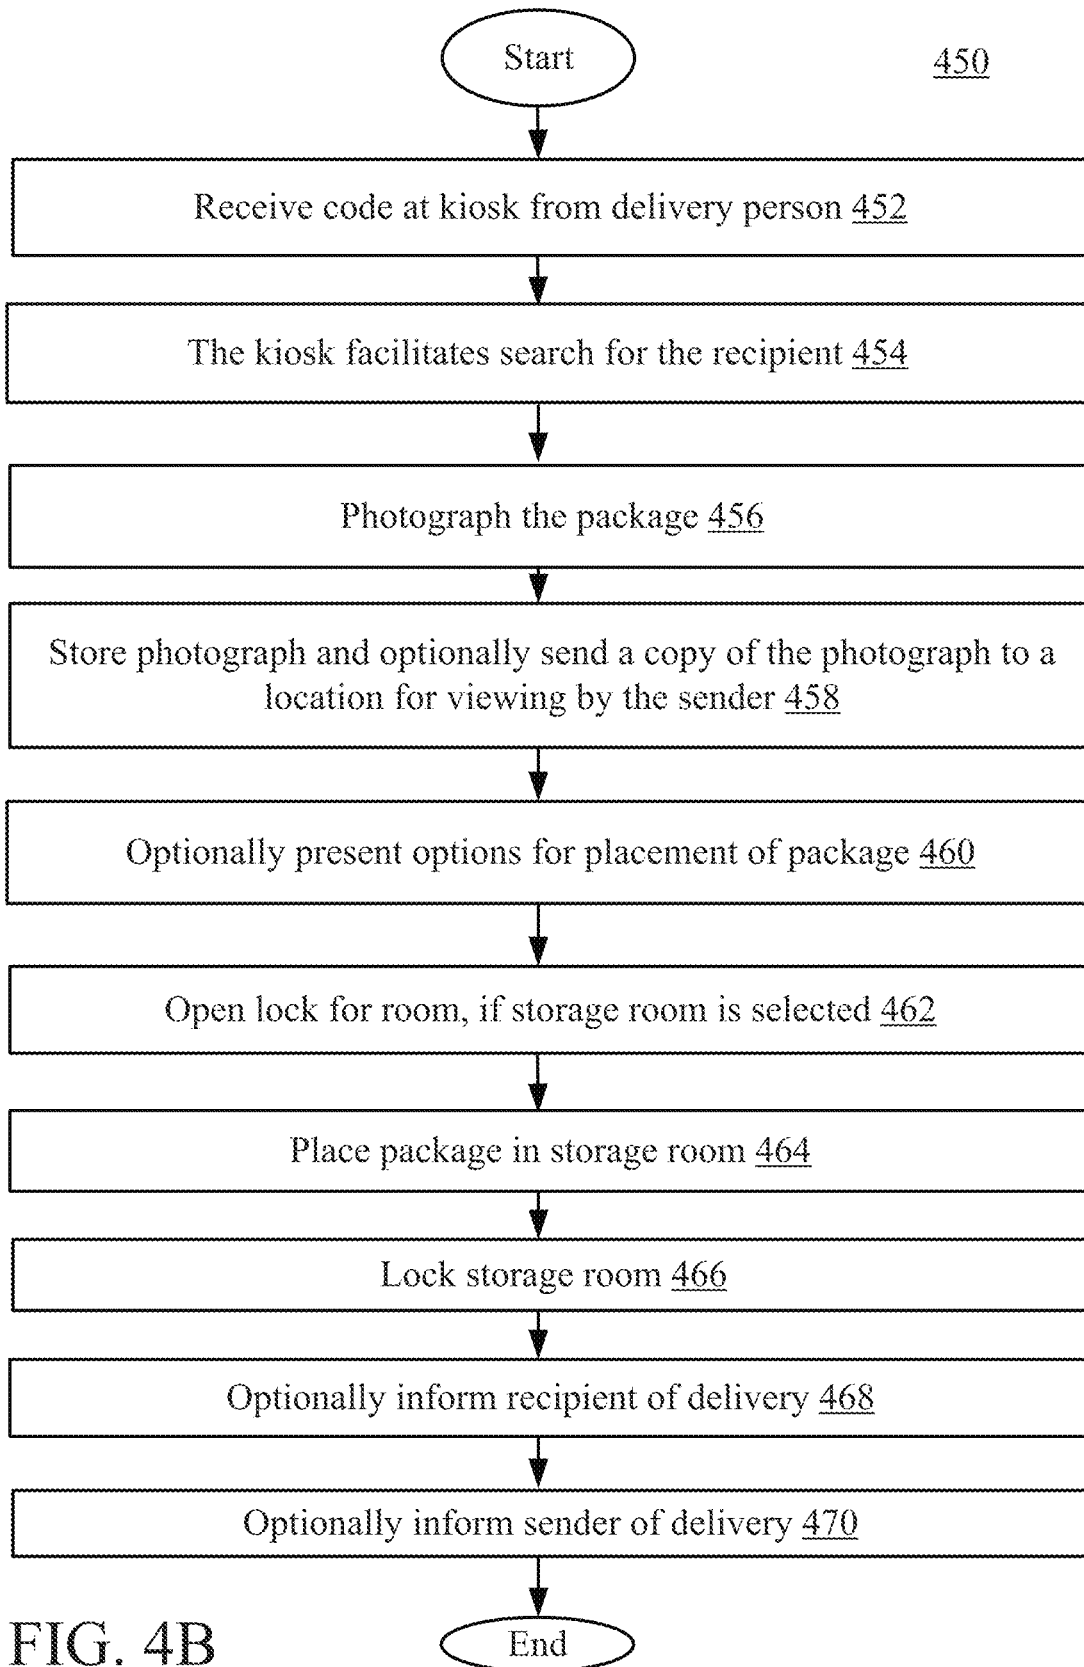 Start
450
Receive code at kiosk from delivery person 452
The kiosk facilitates search for the recipient 454
Photograph the package 456
Store photograph and optionally send a copy of the photograph to a
location for viewing by the sender 458
Optionally present options for placement of package 460
Open lock for room, if storage room is selected 462
Place package in storage room 464
Lock storage room 466
Optionally inform recipient of delivery 468
Optionally inform sender of delivery 470
End
FIG. 4B